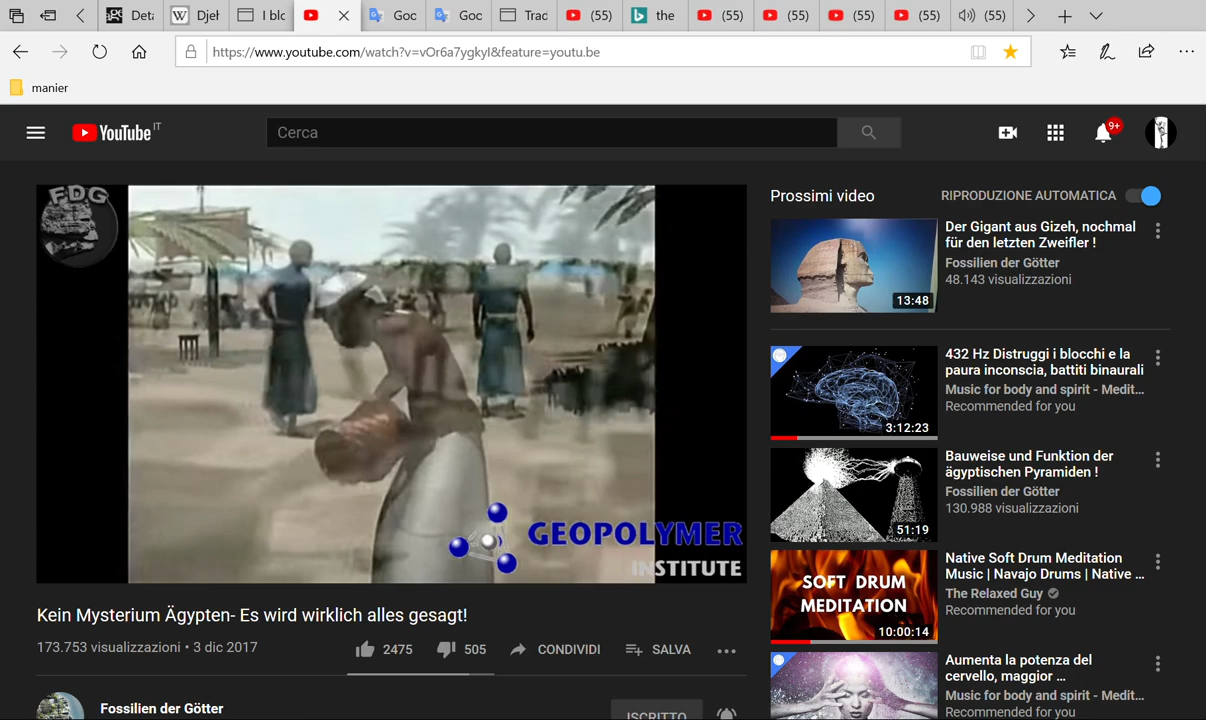 Deta
Djeł
I blc
Goc
Goc
Trac
(55)
the
(55)
(55)
(55)
(55)
(55)
https://www.youtube.com/watch?v=vOr6a7ygkyI&feature=youtu.be
manier
YouTube IT
Cerca
9+
FDG
GEOPOLYMER
INSTITUTE
Kein Mysterium Ägypten- Es wird wirklich alles gesagt!
173.753 visualizzazioni • 3 dic 2017
2475
505
CONDIVIDI
SALVA
Fossilien der Götter
ISCRITTO
Prossimi video
RIPRODUZIONE AUTOMATICA
13:48
Der Gigant aus Gizeh, nochmal
für den letzten Zweifler !
Fossilien der Götter
48.143 visualizzazioni
3:12:23
432 Hz Distruggi i blocchi e la
paura inconscia, battiti binaurali
Music for body and spirit - Medit...
Recommended for you
51:19
Bauweise und Funktion der
ägyptischen Pyramiden !
Fossilien der Götter
130.988 visualizzazioni
SOFT DRUM
MEDITATION
10:00:14
Native Soft Drum Meditation
Music | Navajo Drums | Native ...
The Relaxed Guy
Recommended for you
Aumenta la potenza del
cervello, maggior ...
Music for body and spirit - Medit...
Recommended for you